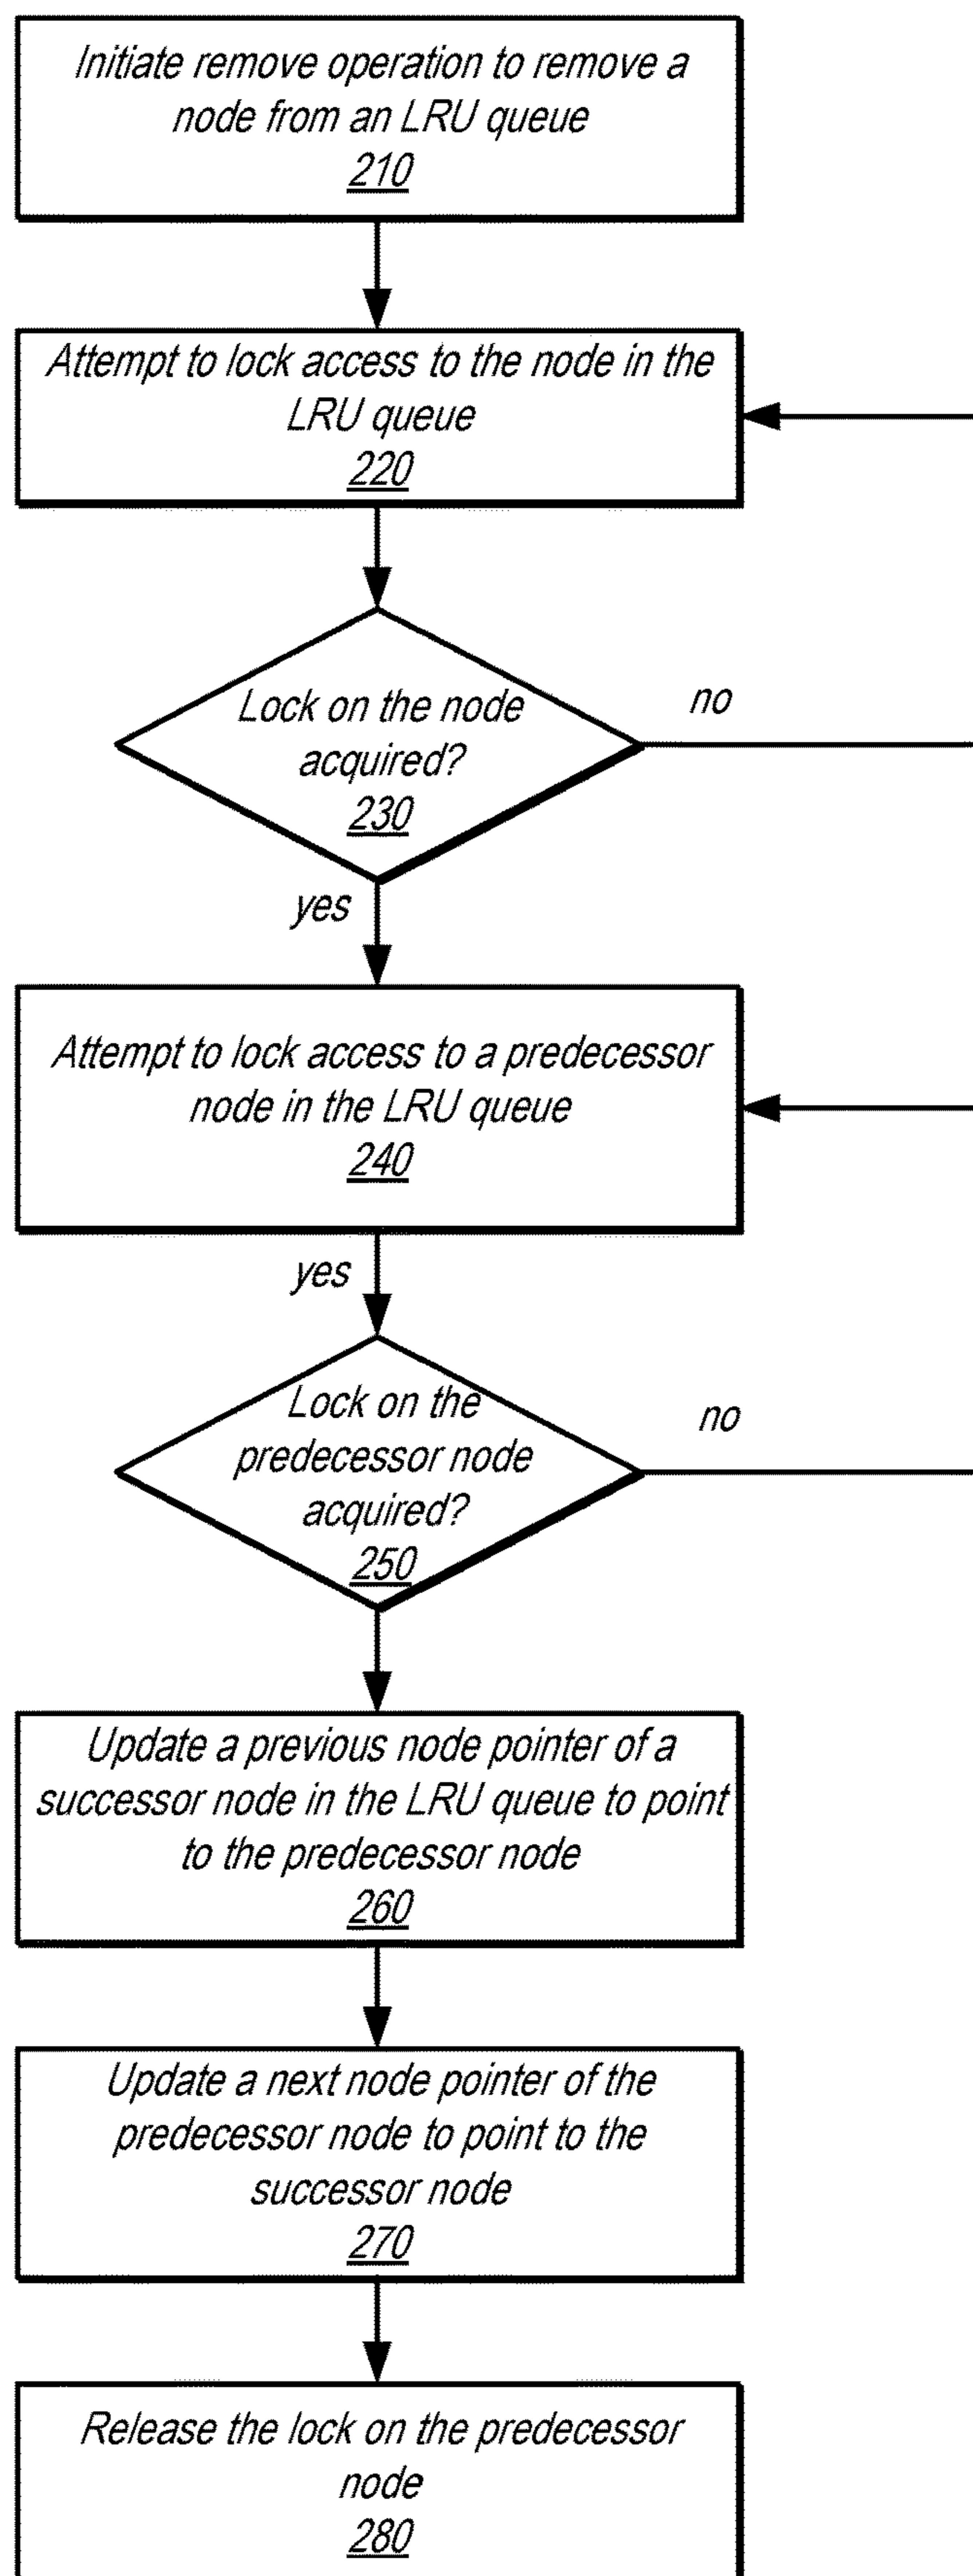 Initiate remove operation to remove a
node from an LRU queue
210
Attempt to lock access to the node in the
LRU queue
220
Lock on the node
acquired?
230
no
yes
Attempt to lock access to a predecessor
node in the LRU queue
240
yes
Lock on the
predecessor node
acquired?
250
no
Update a previous node pointer of a
successor node in the LRU queue to point
to the predecessor node
260
Update a next node pointer of the
predecessor node to point to the
successor node
270
Release the lock on the predecessor
node
280